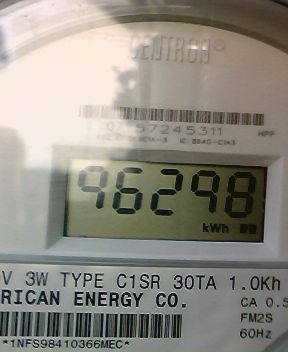 CENTRON®
57245311 HPP
96298
kWh
V 3W TYPE C1SR 30TA 1.0Kh
RICAN ENERGY CO.
CA 0.5
FM2S
60Hz
*1NFS98410366MEC*